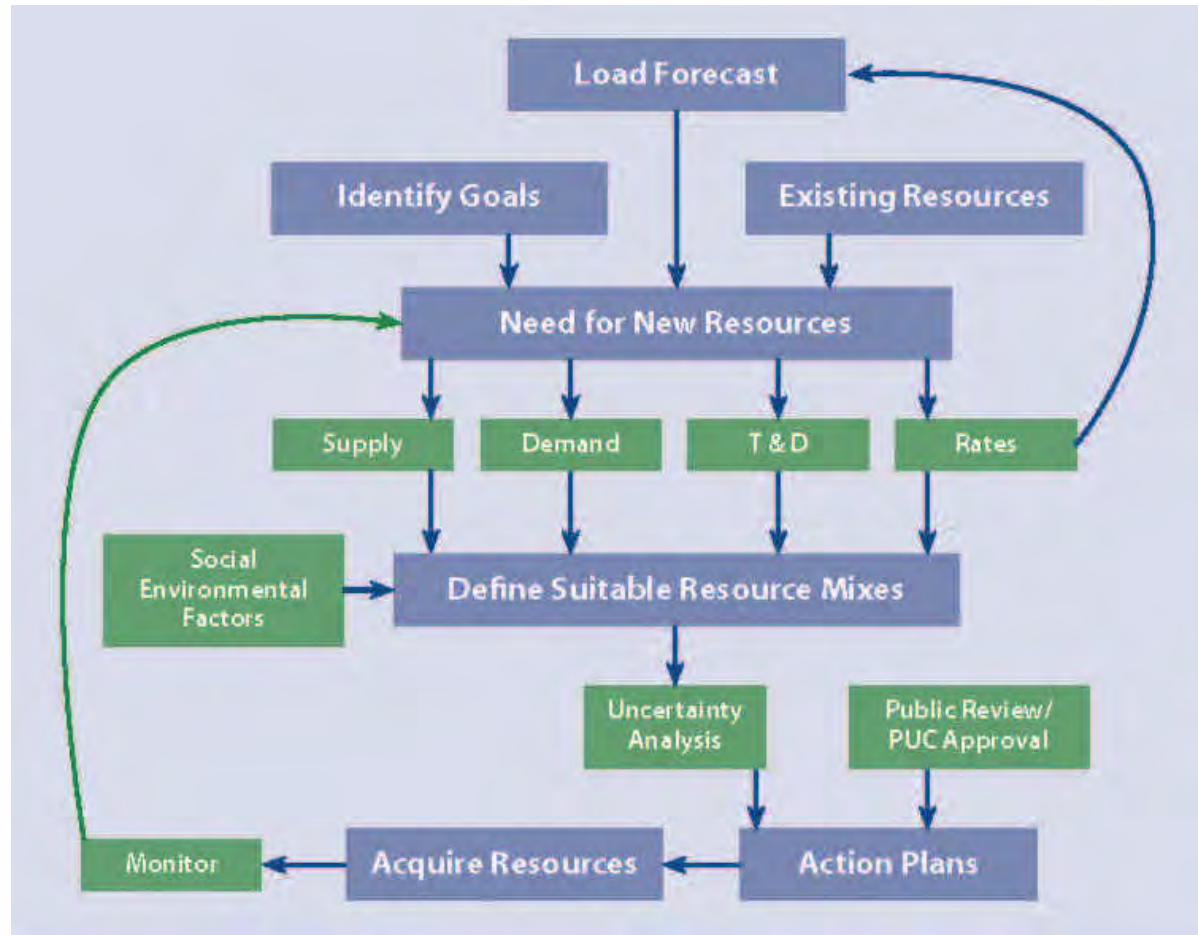 Load Forecast
Identify Goals
Existing Resources
Need for New Resources
Supply
Demand
T & D
Rates
Social
Environmental
Factors
Define Suitable Resource Mixes
Uncertainty
Analysis
Public Review/
PUC Approval
Monitor
Acquire Resources
Action Plans